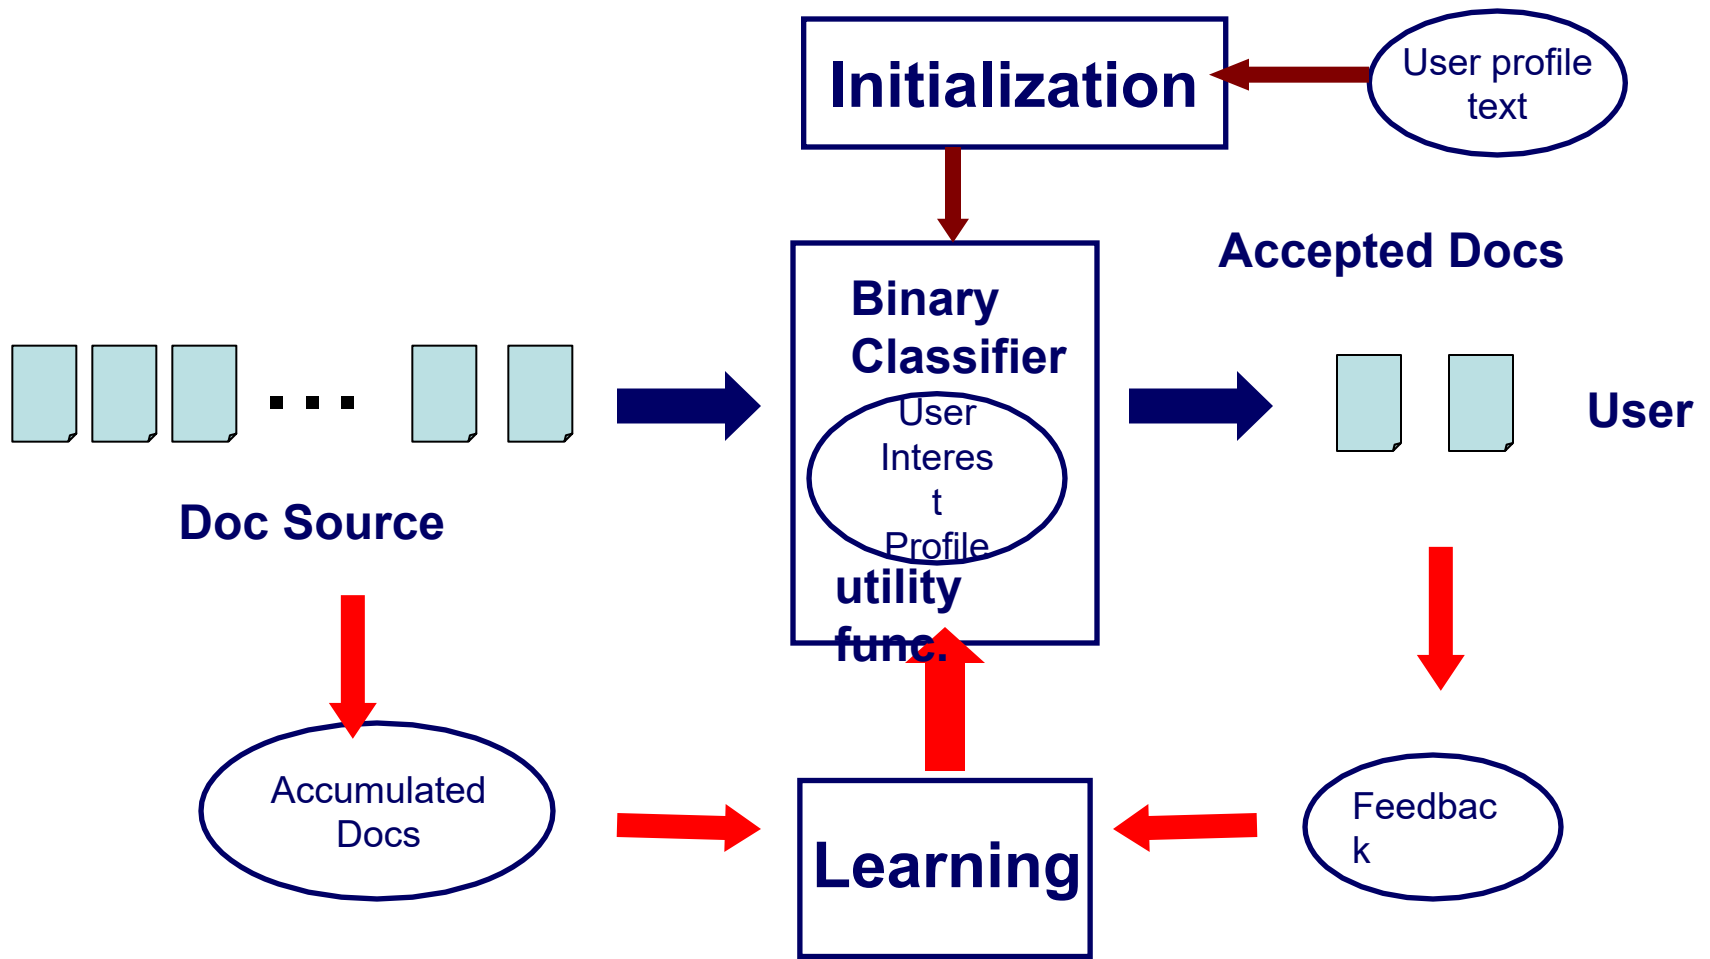 Initialization
User profile
text
Accepted Docs
Binary
Classifier
User
Interes
t
Profile
utility
func.
User
Doc Source
Accumulated
Docs
Learning
Feedbac
k